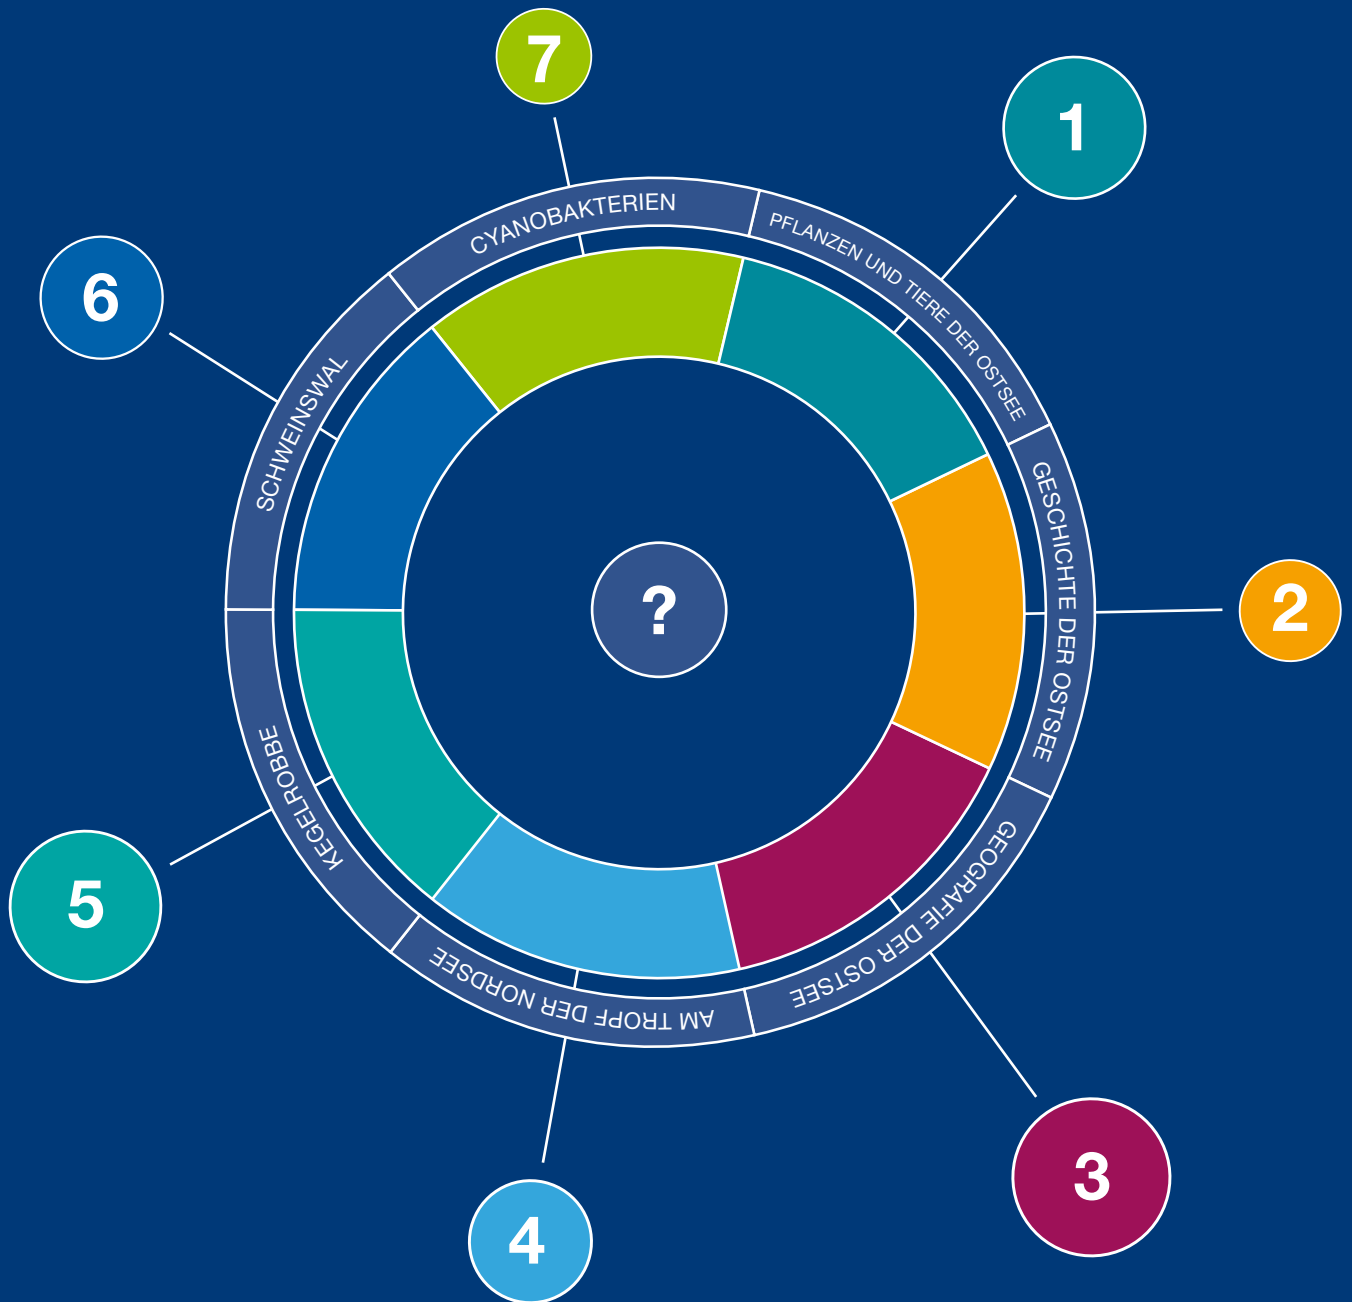 7
1
6
2
5
3
4
?
CYANOBAKTERIEN
PFLANZEN UND TIERE DER OSTSEE
GESCHICHTE DER OSTSEE
GEOGRAFIE DER OSTSEE
AM TROPF DER NORDSEE
KEGELROBBE
SCHWEINSWAL